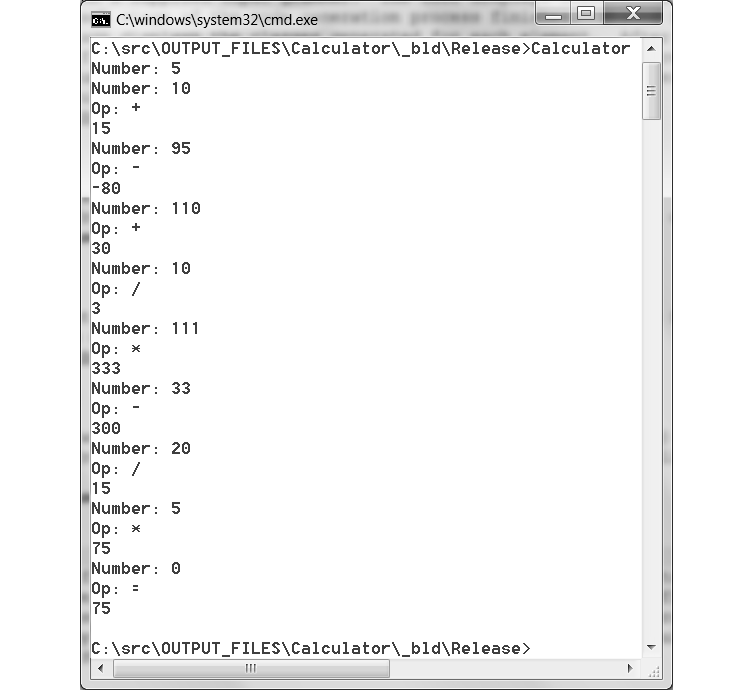 C:\windows\system32\cmd.exe
C:\src\OUTPUT_FILES\Calculator\_bld\Release>Calculator
Number: 5
Number: 10
Op: +
15
Number: 95
Op: -
-80
Number: 110
Op: +
30
Number: 10
Op: /
3
Number: 111
Op: *
333
Number: 33
Op: -
300
Number: 20
Op: /
15
Number: 5
Op: *
75
Number: 0
Op: =
75
C:\src\OUTPUT_FILES\Calculator\_bld\Release>